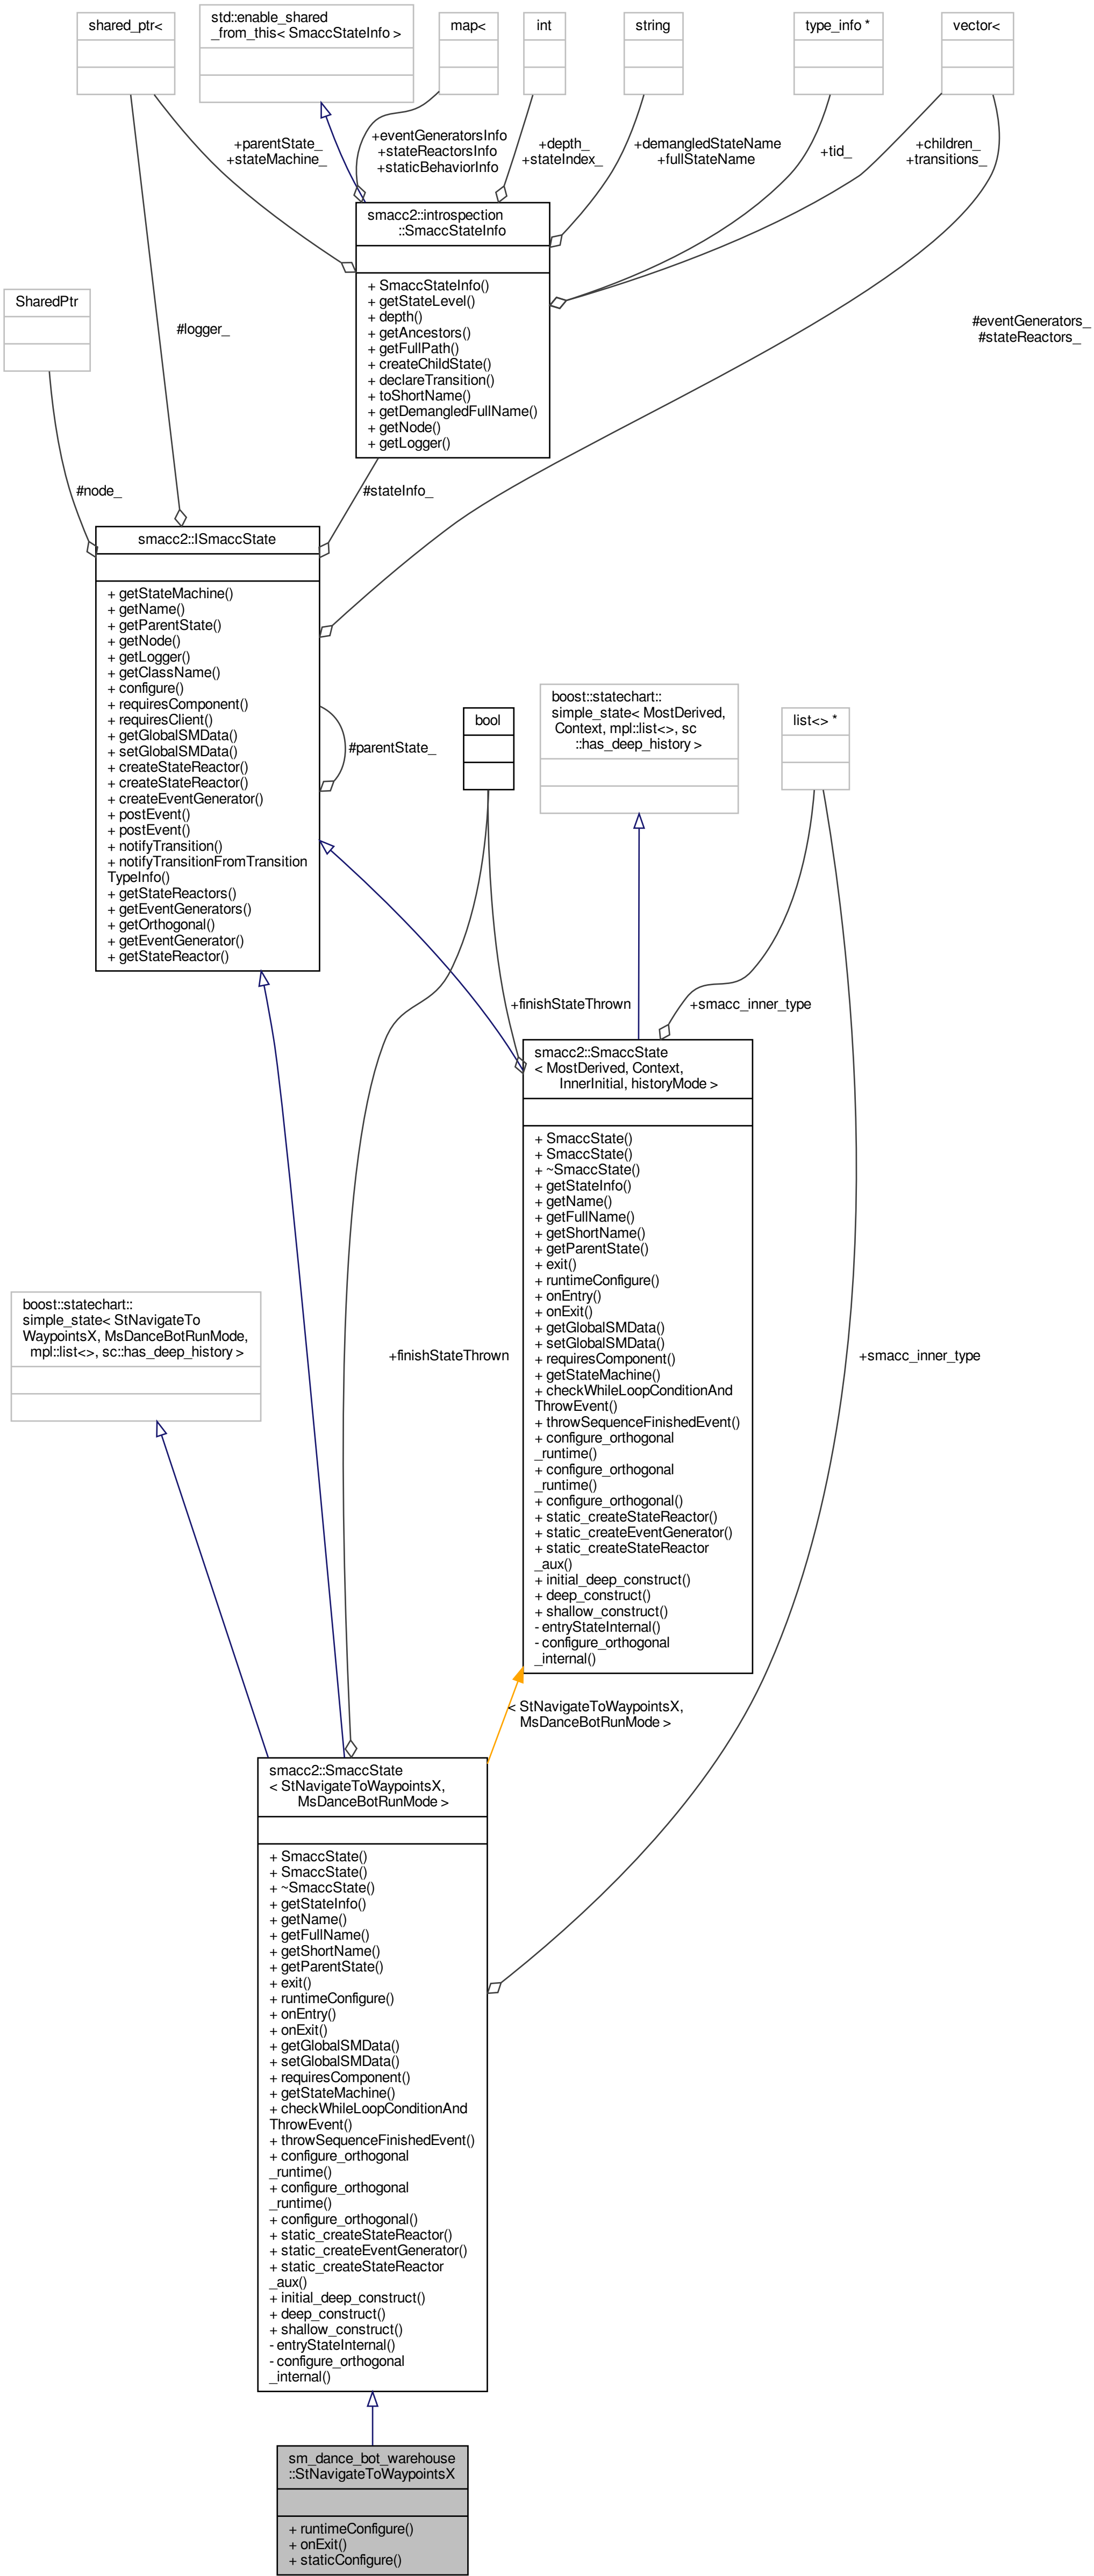 shared_ptr<
std::enable_shared
_from_this< SmaccStateInfo >
map<
int
string
type_info *
vector<
+parentState_
+stateMachine_
+eventGeneratorsInfo
+stateReactorsInfo
+staticBehaviorInfo
+depth_
+stateIndex_
+demangledStateName
+fullStateName
+tid_
+children_
+transitions_
smacc2::introspection
::SmaccStateInfo
+ SmaccStateInfo()
+ getStateLevel()
+ depth()
+ getAncestors()
+ getFullPath()
+ createChildState()
+ declareTransition()
+ toShortName()
+ getDemangledFullName()
+ getNode()
+ getLogger()
SharedPtr
#logger_
#eventGenerators_
#stateReactors_
#node_
#stateInfo_
smacc2::ISmaccState
+ getStateMachine()
+ getName()
+ getParentState()
+ getNode()
+ getLogger()
+ getClassName()
+ configure()
+ requiresComponent()
+ requiresClient()
+ getGlobalSMData()
+ setGlobalSMData()
+ createStateReactor()
+ createStateReactor()
+ createEventGenerator()
+ postEvent()
+ postEvent()
+ notifyTransition()
+ notifyTransitionFromTransition
TypeInfo()
+ getStateReactors()
+ getEventGenerators()
+ getOrthogonal()
+ getEventGenerator()
+ getStateReactor()
#parentState_
bool
boost::statechart::
simple_state< MostDerived,
Context, mpl::list<>, sc
::has_deep_history >
list<> *
+finishStateThrown
+smacc_inner_type
smacc2::SmaccState
< MostDerived, Context,
InnerInitial, historyMode >
+ SmaccState()
+ SmaccState()
+ ~SmaccState()
+ getStateInfo()
+ getName()
+ getFullName()
+ getShortName()
+ getParentState()
+ exit()
+ runtimeConfigure()
+ onEntry()
+ onExit()
+ getGlobalSMData()
+ setGlobalSMData()
+ requiresComponent()
+ getStateMachine()
+ checkWhileLoopConditionAnd
ThrowEvent()
+ throwSequenceFinishedEvent()
+ configure_orthogonal
_runtime()
+ configure_orthogonal
_runtime()
+ configure_orthogonal()
+ static_createStateReactor()
+ static_createEventGenerator()
+ static_createStateReactor
_aux()
+ initial_deep_construct()
+ deep_construct()
+ shallow_construct()
- entryStateInternal()
- configure_orthogonal
_internal()
boost::statechart::
simple_state< StNavigateTo
WaypointsX, MsDanceBotRunMode,
mpl::list<>, sc::has_deep_history >
+finishStateThrown
+smacc_inner_type
< StNavigateToWaypointsX,
MsDanceBotRunMode >
smacc2::SmaccState
< StNavigateToWaypointsX,
MsDanceBotRunMode >
+ SmaccState()
+ SmaccState()
+ ~SmaccState()
+ getStateInfo()
+ getName()
+ getFullName()
+ getShortName()
+ getParentState()
+ exit()
+ runtimeConfigure()
+ onEntry()
+ onExit()
+ getGlobalSMData()
+ setGlobalSMData()
+ requiresComponent()
+ getStateMachine()
+ checkWhileLoopConditionAnd
ThrowEvent()
+ throwSequenceFinishedEvent()
+ configure_orthogonal
_runtime()
+ configure_orthogonal
_runtime()
+ configure_orthogonal()
+ static_createStateReactor()
+ static_createEventGenerator()
+ static_createStateReactor
_aux()
+ initial_deep_construct()
+ deep_construct()
+ shallow_construct()
- entryStateInternal()
- configure_orthogonal
_internal()
sm_dance_bot_warehouse
::StNavigateToWaypointsX
+ runtimeConfigure()
+ onExit()
+ staticConfigure()